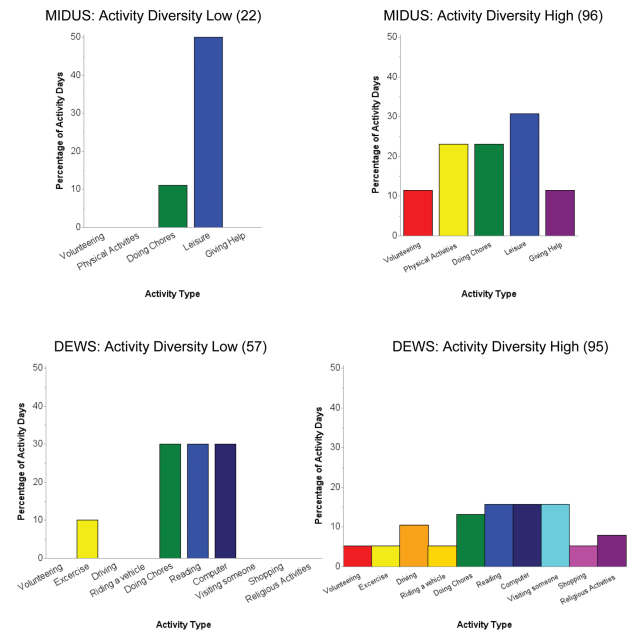 MIDUS: Activity Diversity Low (22)
50
40
30
20
10
0
Percentage of Activity Days
Volunteering
Physical Activities
Doing Chores
Leisure
Giving Help
Activity Type
MIDUS: Activity Diversity High (96)
50
40
30
20
10
0
Percentage of Activity Days
Volunteering
Physical Activities
Doing Chores
Leisure
Giving Help
Activity Type
DEWS: Activity Diversity Low (57)
50
40
30
20
10
0
Percentage of Activity Days
Volunteering
Excercise
Driving
Riding a vehicle
Doing Chores
Reading
Computer
Visiting someone
Shopping
Religious Activities
Activity Type
DEWS: Activity Diversity High (95)
50
40
30
20
10
0
Percentage of Activity Days
Volunteering
Excercise
Driving
Riding a vehicle
Doing Chores
Reading
Computer
Visiting someone
Shopping
Religious Activities
Activity Type